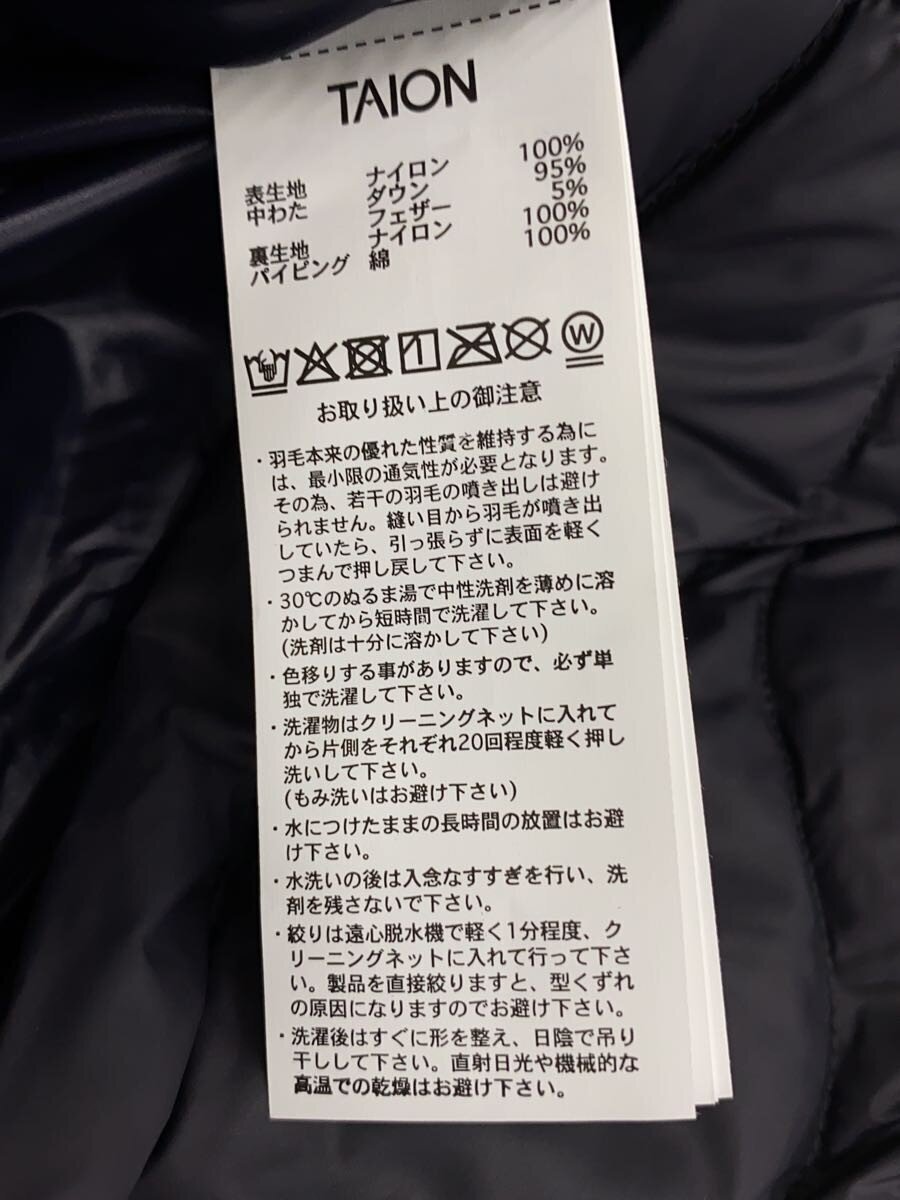 TAION
表生地 ナイロン 100%
中わた ダウン 95%
フェザー 5%
裏生地 ナイロン 100%
パイピング 綿 100%
W
お取り扱い上の御注意
・羽毛本来の優れた性質を維持する為に
は、最小限の通気性が必要となります。
その為、若干の羽毛の噴き出しは避け
られません。縫い目から羽毛が噴き出
していたら、引っ張らずに表面を軽く
つまんで押し戻して下さい。
・30℃のぬるま湯で中性洗剤を薄めに溶
かしてから短時間で洗濯して下さい。
(洗剤は十分に溶かして下さい)
・色移りする事がありますので、必ず単
独で洗濯して下さい。
・洗濯物はクリーニングネットに入れて
から片側をそれぞれ20回程度軽く押し
洗いして下さい。
(もみ洗いはお避け下さい)
・水につけたままの長時間の放置はお避
け下さい。
・水洗いの後は入念なすすぎを行い、洗
剤を残さないで下さい。
・絞りは遠心脱水機で軽く1分程度、ク
リーニングネットに入れて行って下さ
い。製品を直接絞りますと、型くずれ
の原因になりますのでお避け下さい。
・洗濯後はすぐに形を整え、日陰で吊り
干しして下さい。直射日光や機械的な
高温での乾燥はお避け下さい。